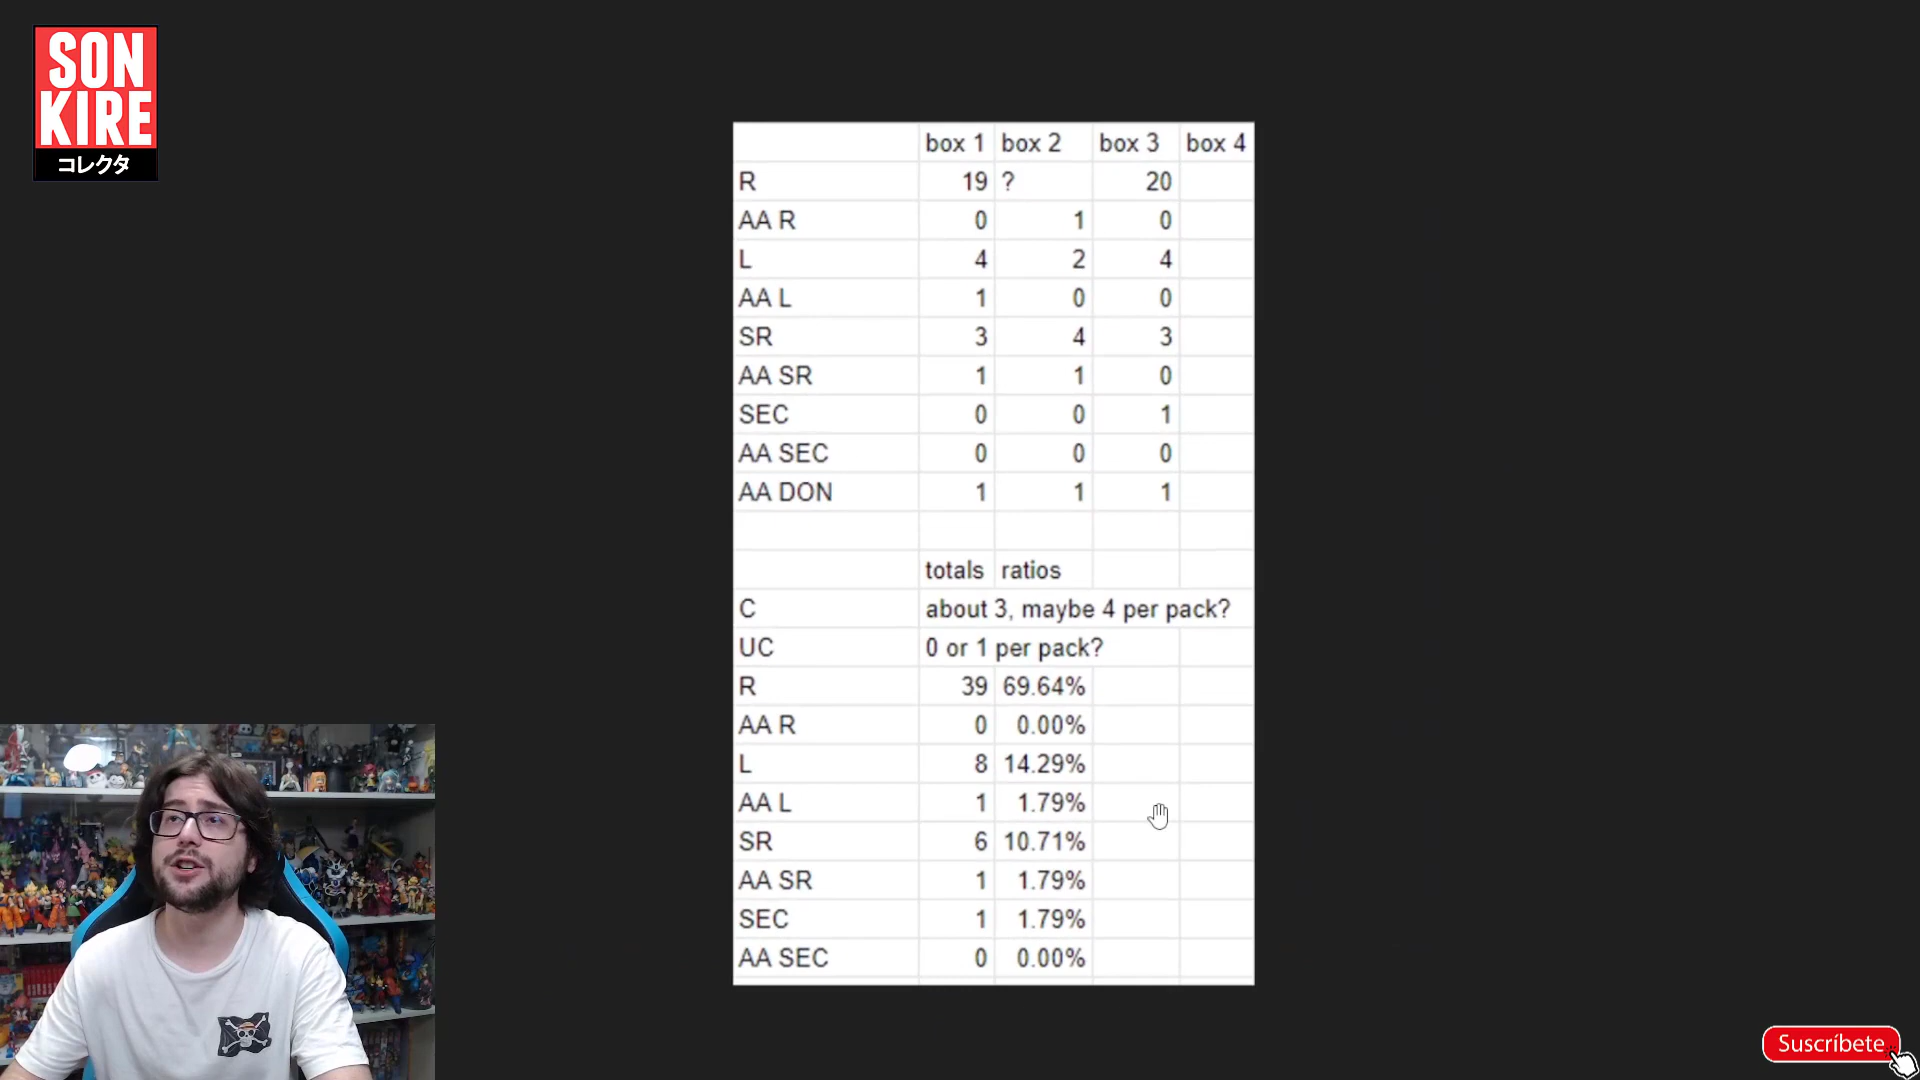 SON
KIRE
コレクタ
box 1 box 2 box 3 box 4
R 19 ? 20
AA R 0 1 0
L 4 2 4
AA L 1 0 0
SR 3 4 3
AA SR 1 1 0
SEC 0 0 1
AA SEC 0 0 0
AA DON 1 1 1
totals ratios
C about 3, maybe 4 per pack?
UC 0 or 1 per pack?
R 39 69.64%
AA R 0 0.00%
L 8 14.29%
AA L 1 1.79%
SR 6 10.71%
AA SR 1 1.79%
SEC 1 1.79%
AA SEC 0 0.00%
Suscríbete